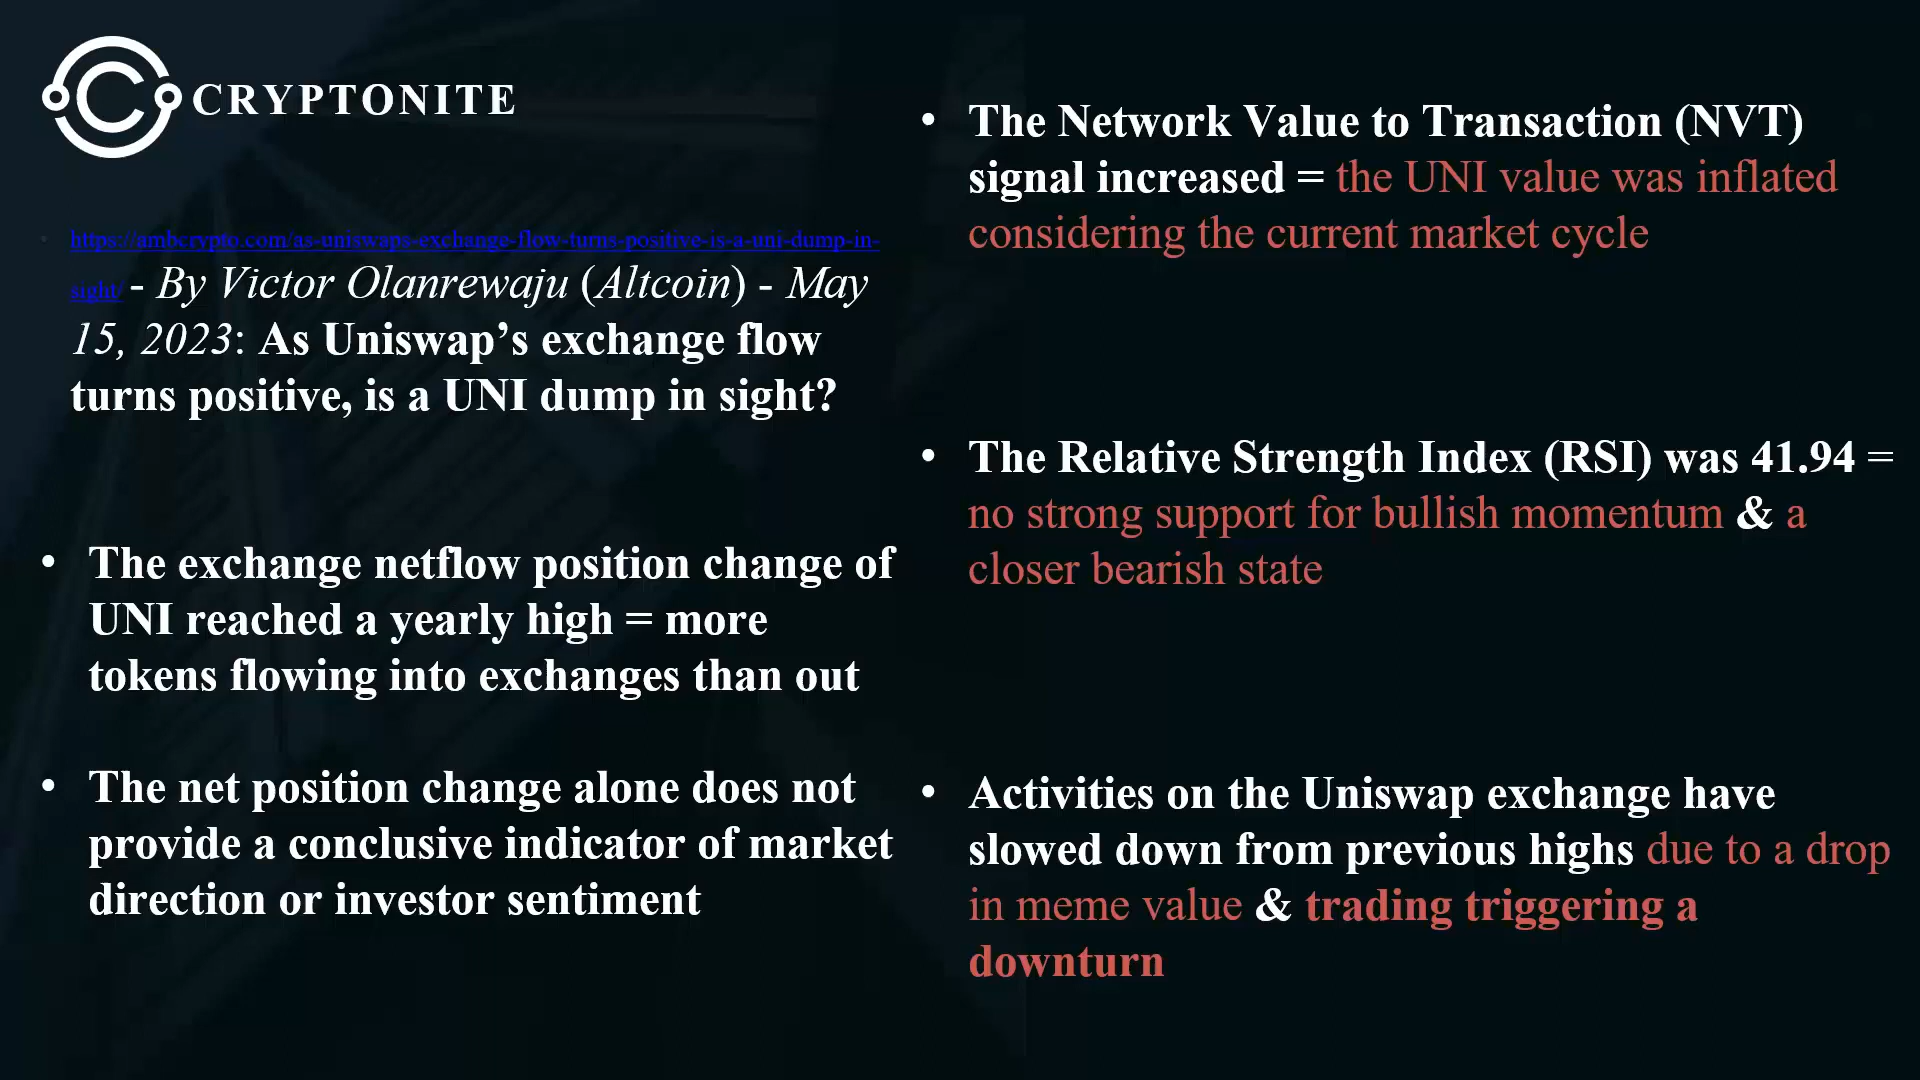 CRYPTONITE
• https://ambcrypto.com/as-uniswaps-exchange-flow-turns-positive-is-a-uni-dump-in-
sight/ - By Victor Olanrewaju (Altcoin) - May
15, 2023: As Uniswap’s exchange flow
turns positive, is a UNI dump in sight?
• The exchange netflow position change of
UNI reached a yearly high = more
tokens flowing into exchanges than out
• The net position change alone does not
provide a conclusive indicator of market
direction or investor sentiment
• The Network Value to Transaction (NVT)
signal increased = the UNI value was inflated
considering the current market cycle
• The Relative Strength Index (RSI) was 41.94 =
no strong support for bullish momentum & a
closer bearish state
• Activities on the Uniswap exchange have
slowed down from previous highs due to a drop
in meme value & trading triggering a
downturn